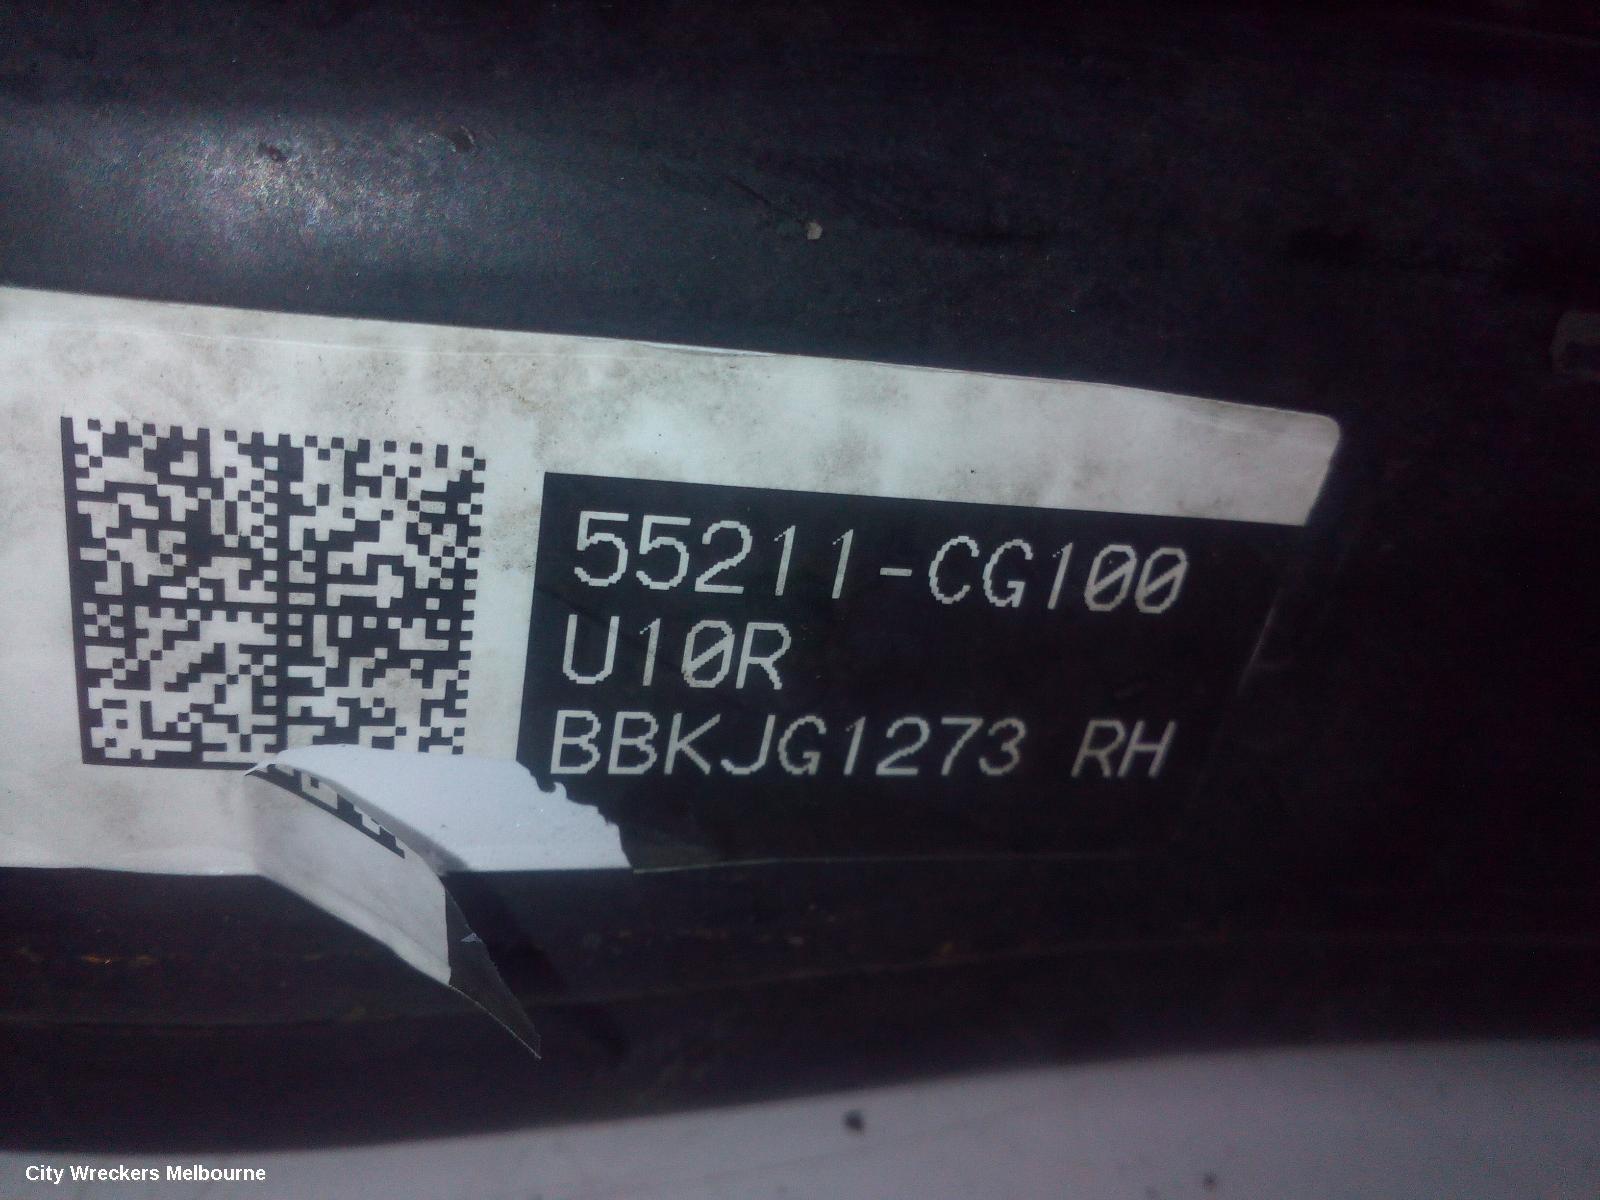 55211-CG100
U10R
BBKJG1273 RH
City Wreckers Melbourne